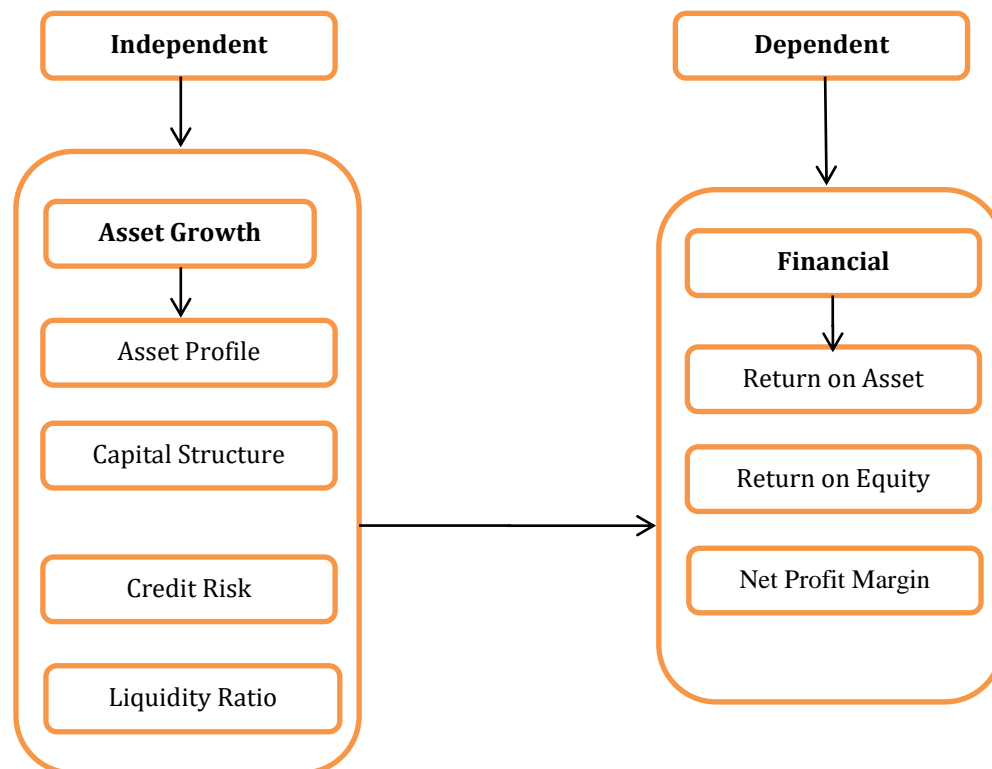 Independent
Dependent
Asset Growth
Asset Profile
Capital Structure
Credit Risk
Liquidity Ratio
Financial
Return on Asset
Return on Equity
Net Profit Margin